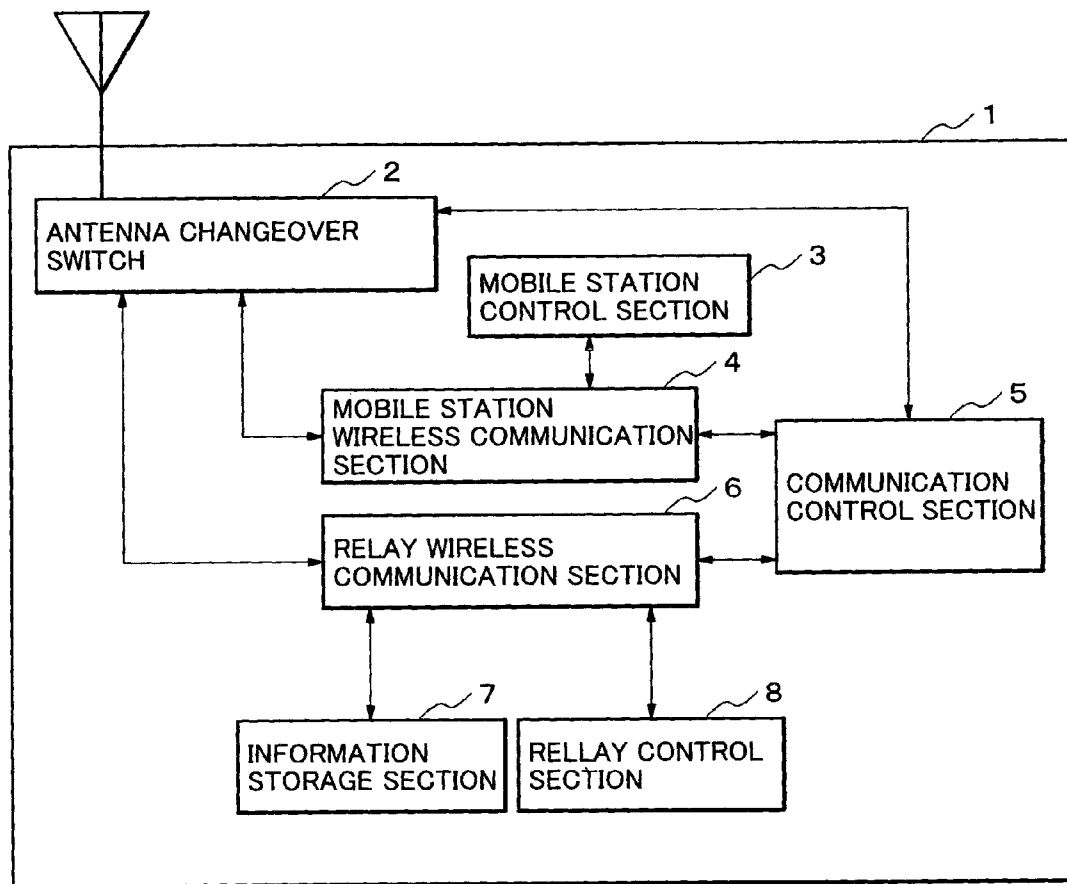 1
2
ANTENNA CHANGEOVER
SWITCH
3
MOBILE STATION
CONTROL SECTION
4
MOBILE STATION
WIRELESS COMMUNICATION
SECTION
5
COMMUNICATION
CONTROL SECTION
6
RELAY WIRELESS
COMMUNICATION SECTION
7
INFORMATION
STORAGE SECTION
8
RELLAY CONTROL
SECTION